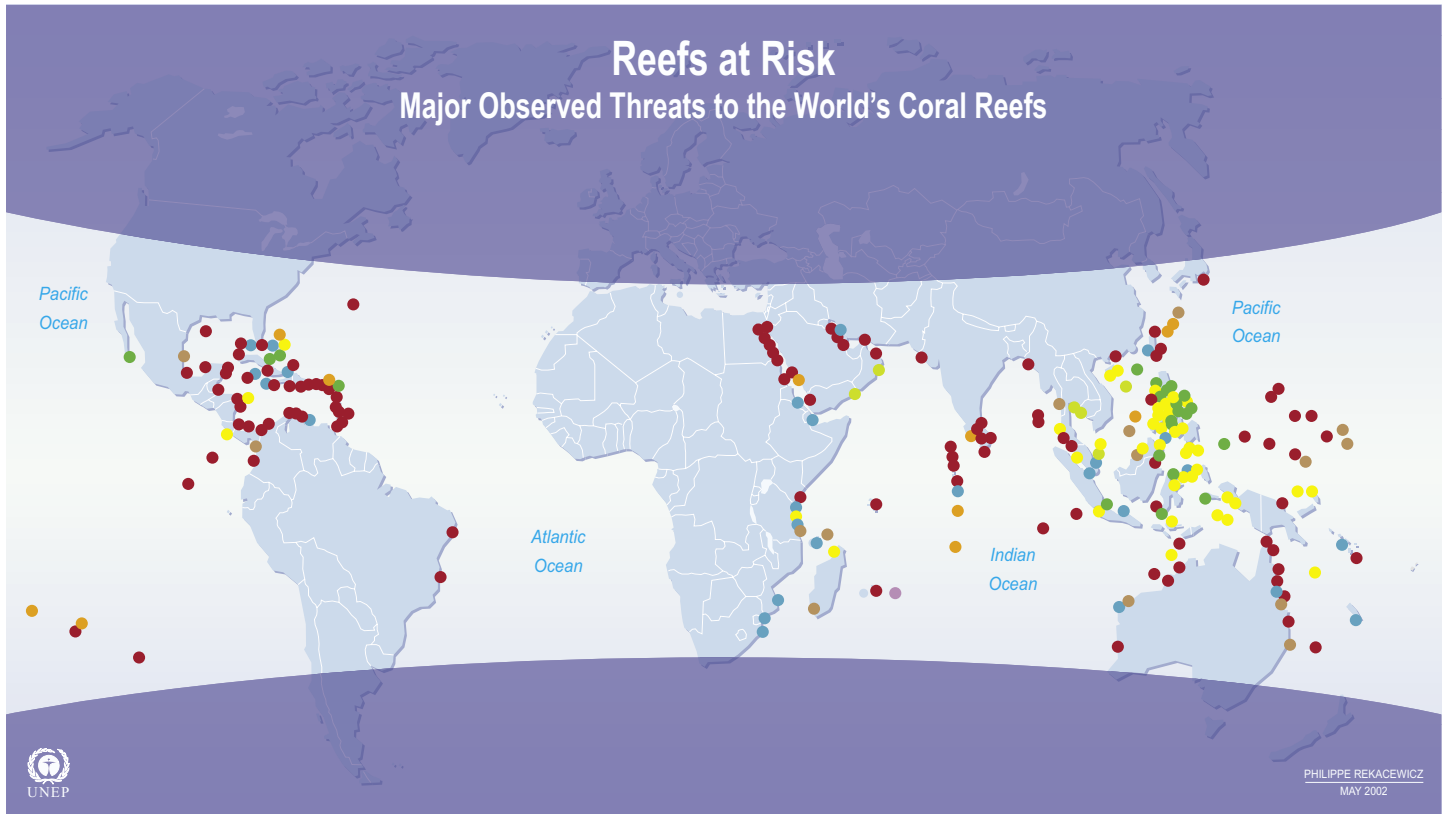 Reefs at Risk
Major Observed Threats to the World's Coral Reefs
Pacific
Ocean
Pacific
Ocean
Atlantic
Ocean
Indian
Ocean
UNEP
PHILIPPE REKACEWICZ
MAY 2002